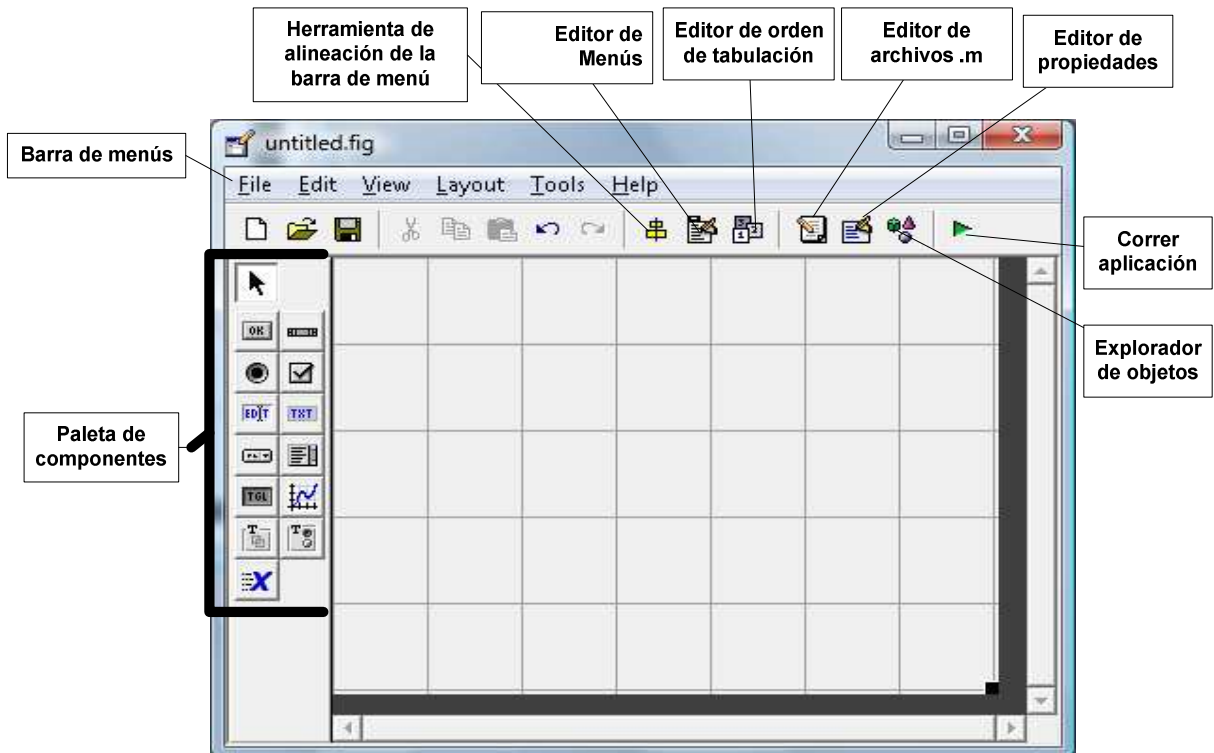 Herramienta de
alineación de la
barra de menú
Editor de
Menús
Editor de orden
de tabulación
Editor de
archivos .m
Editor de
propiedades
Barra de menús
untitled.fig
File Edit View Layout Tools Help
Correr
aplicación
Explorador
de objetos
Paleta de
componentes
OK
EDIT
TXT
TGL
T
T
X